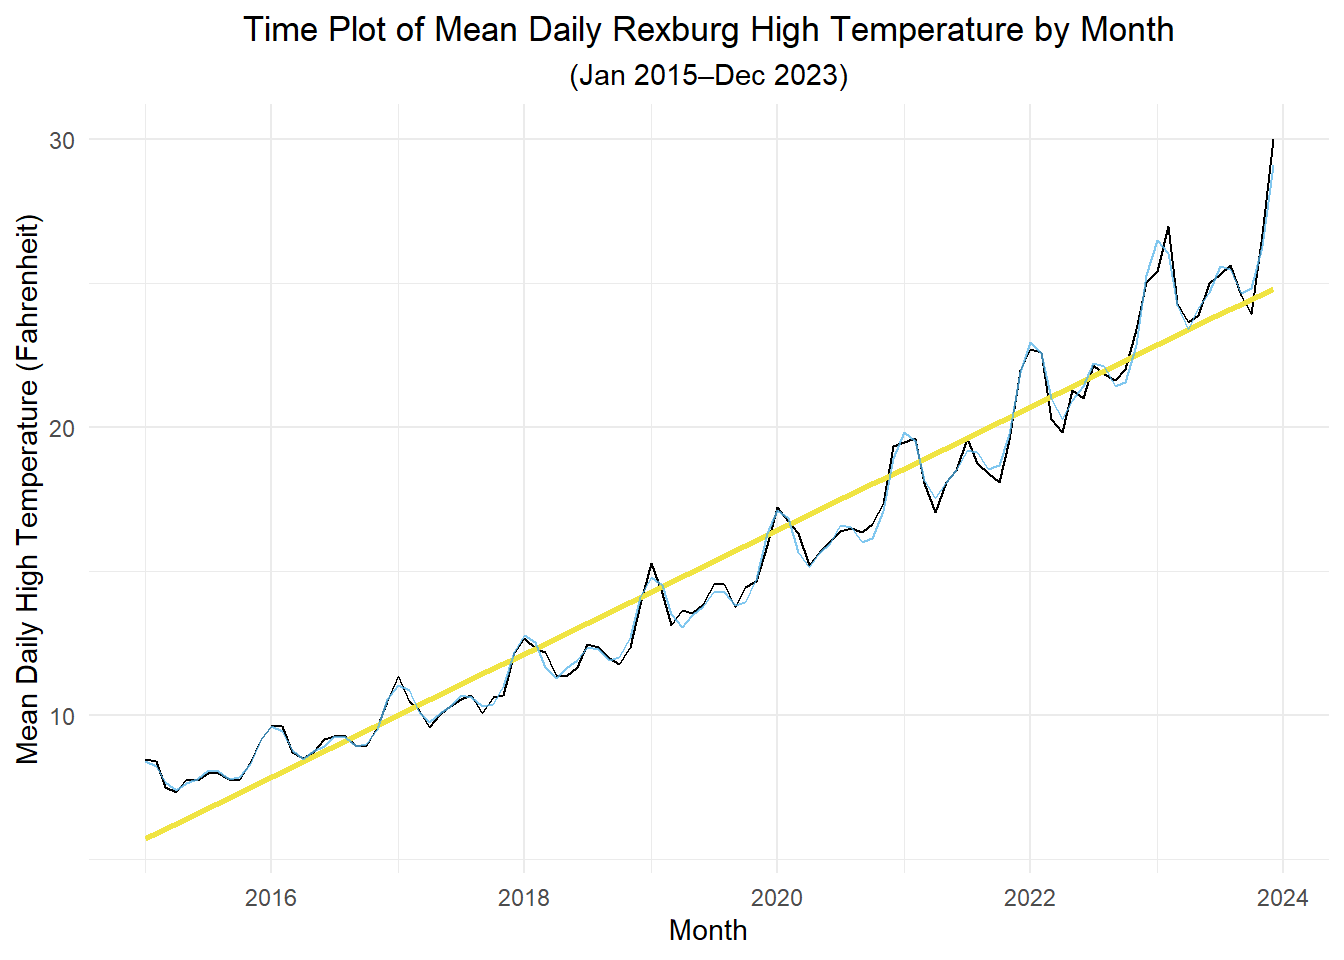 Time Plot of Mean Daily Rexburg High Temperature by Month
(Jan 2015–Dec 2023)
Mean Daily High Temperature (Fahrenheit)
30
20
10
2016
2018
2020
2022
2024
Month